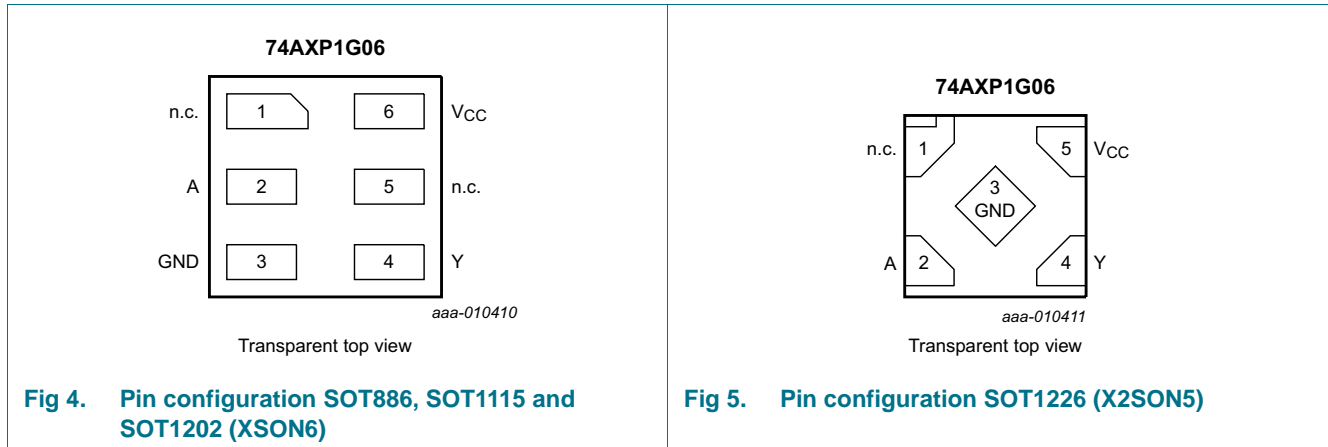 74AXP1G06
n.c. 1 6 VCC
A 2 5 n.c.
GND 3 4 Y
aaa-010410
Transparent top view
Fig 4. Pin configuration SOT886, SOT1115 and
SOT1202 (XSON6)
74AXP1G06
n.c. 1 5 VCC
3
GND
A 2 4 Y
aaa-010411
Transparent top view
Fig 5. Pin configuration SOT1226 (X2SON5)